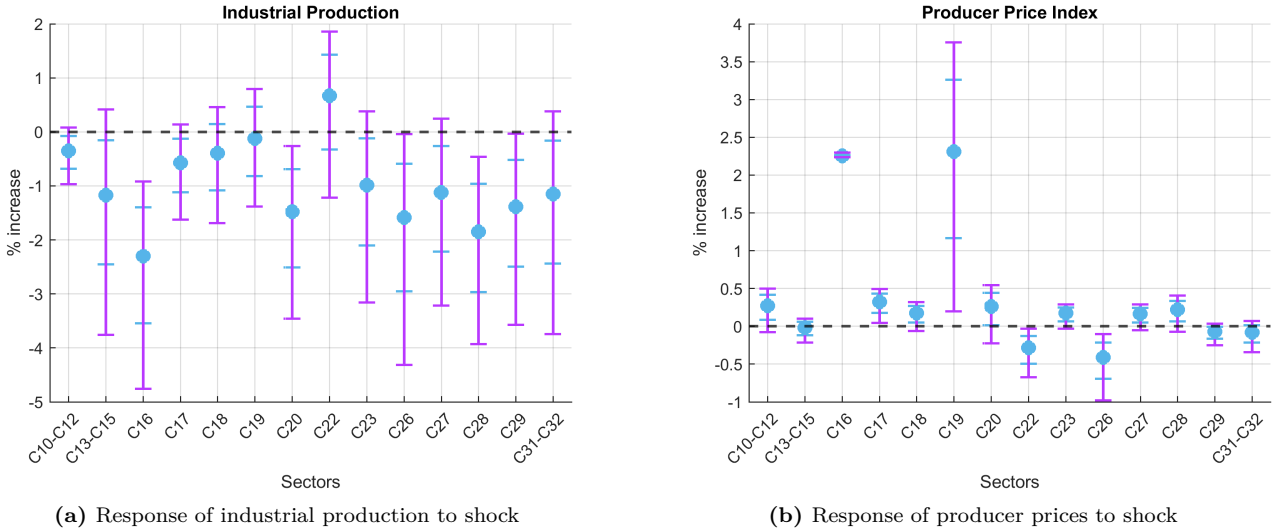 Industrial Production
2
1
0
-1
-2
-3
-4
-5
% increase
C10-C12
C13-C15
C16
C17
C18
C19
C20
C22
C23
C26
C27
C28
C29
C31-C32
Sectors
(a) Response of industrial production to shock
Producer Price Index
4
3.5
3
2.5
2
1.5
1
0.5
0
-0.5
-1
% increase
C10-C12
C13-C15
C16
C17
C18
C19
C20
C22
C23
C26
C27
C28
C29
C31-C32
Sectors
(b) Response of producer prices to shock